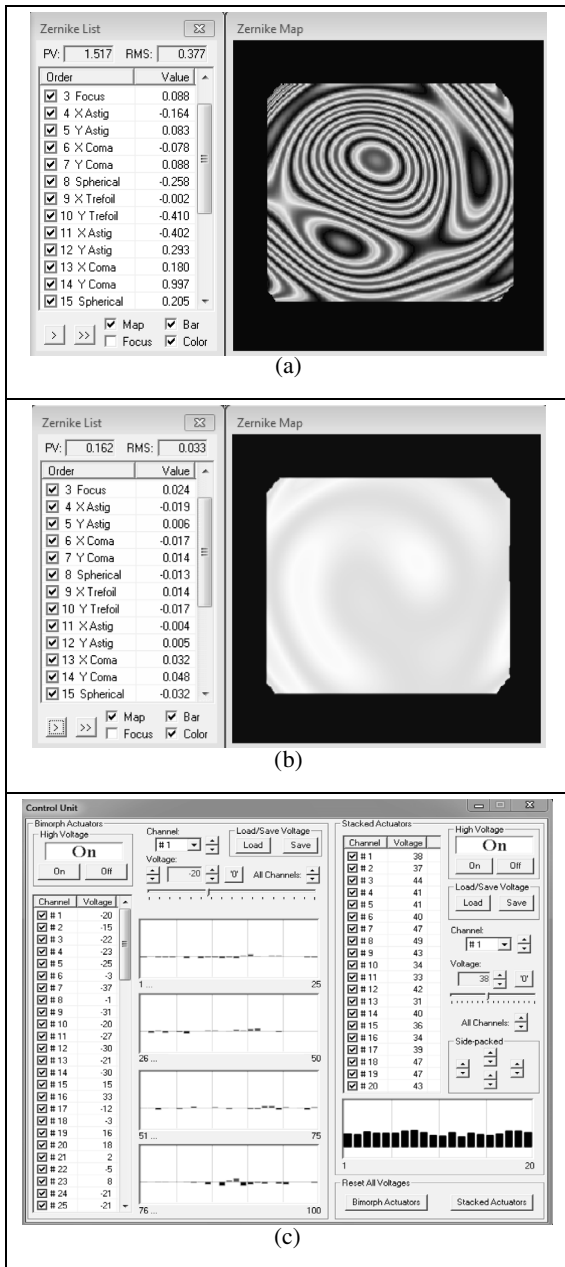 Zernike List
PV: 1.517 RMS: 0.377
Order Value
3 Focus 0.088
4 X Astig -0.164
5 Y Astig 0.083
6 X Coma -0.078
7 Y Coma 0.088
8 Spherical -0.258
9 X Trefoil -0.002
10 Y Trefoil -0.410
11 X Astig -0.402
12 Y Astig 0.293
13 X Coma 0.180
14 Y Coma 0.997
15 Spherical 0.205
> >> Map Bar
Focus Color
Zernike Map
(a)
Zernike List
PV: 0.162 RMS: 0.033
Order Value
3 Focus 0.024
4 X Astig -0.019
5 Y Astig 0.006
6 X Coma -0.017
7 Y Coma 0.014
8 Spherical -0.013
9 X Trefoil 0.014
10 Y Trefoil -0.017
11 X Astig -0.004
12 Y Astig 0.005
13 X Coma 0.032
14 Y Coma 0.048
15 Spherical -0.032
> >> Map Bar
Focus Color
Zernike Map
(b)
Control Unit
Bimorph Actuators
High Voltage
On
On Off
Channel Voltage
# 1 -20
# 2 -15
# 3 -22
# 4 -23
# 5 -25
# 6 -3
# 7 -37
# 8 -1
# 9 -31
# 10 -20
# 11 -27
# 12 -30
# 13 -21
# 14 -30
# 15 15
# 16 33
# 17 -12
# 18 -3
# 19 16
# 20 18
# 21 2
# 22 -5
# 23 8
# 24 -21
# 25 -21
Channel:
# 1
Load/Save Voltage
Load Save
Voltage:
-20 '0' All Channels:
1 ... 25
26 ... 50
51 ... 75
76 ... 100
Stacked Actuators
Channel Voltage
# 1 38
# 2 37
# 3 44
# 4 41
# 5 41
# 6 40
# 7 47
# 8 49
# 9 43
# 10 34
# 11 33
# 12 42
# 13 31
# 14 40
# 15 36
# 16 34
# 17 39
# 18 47
# 19 47
# 20 43
High Voltage
On
On Off
Load/Save Voltage
Load Save
Channel:
# 1
Voltage:
38 '0'
All Channels:
Side-packed
1 20
Reset All Voltages
Bimorph Actuators Stacked Actuators
(c)